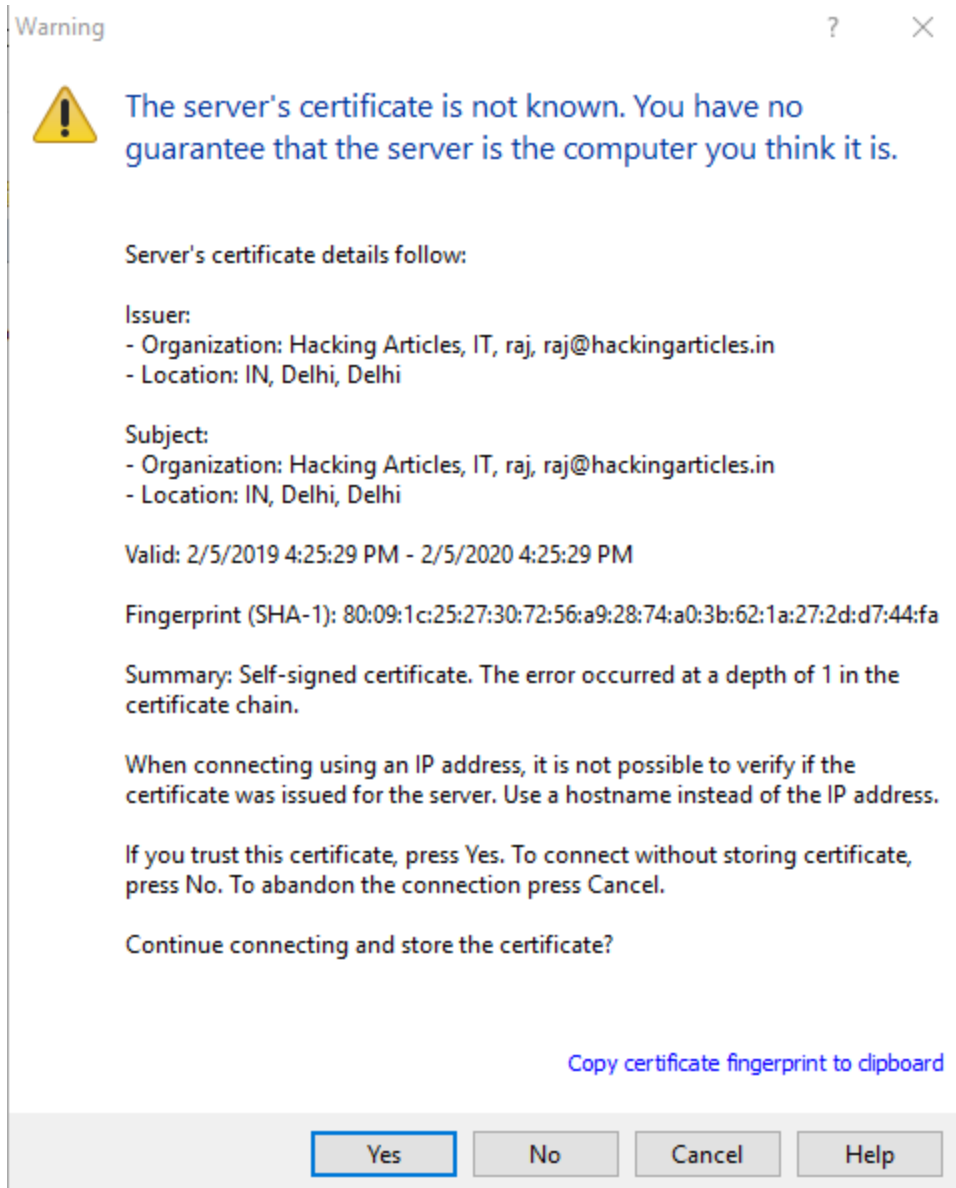 Warning
?
The server's certificate is not known. You have no
guarantee that the server is the computer you think it is.
Server's certificate details follow:
Issuer:
- Organization: Hacking Articles, IT, raj, raj@hackingarticles.in
- Location: IN, Delhi, Delhi
Subject:
- Organization: Hacking Articles, IT, raj, raj@hackingarticles.in
- Location: IN, Delhi, Delhi
Valid: 2/5/2019 4:25:29 PM - 2/5/2020 4:25:29 PM
Fingerprint (SHA-1): 80:09:1c:25:27:30:72:56:a9:28:74:a0:3b:62:1a:27:2d:d7:44:fa
Summary: Self-signed certificate. The error occurred at a depth of 1 in the
certificate chain.
When connecting using an IP address, it is not possible to verify if the
certificate was issued for the server. Use a hostname instead of the IP address.
If you trust this certificate, press Yes. To connect without storing certificate,
press No. To abandon the connection press Cancel.
Continue connecting and store the certificate?
Copy certificate fingerprint to clipboard
Yes
No
Cancel
Help